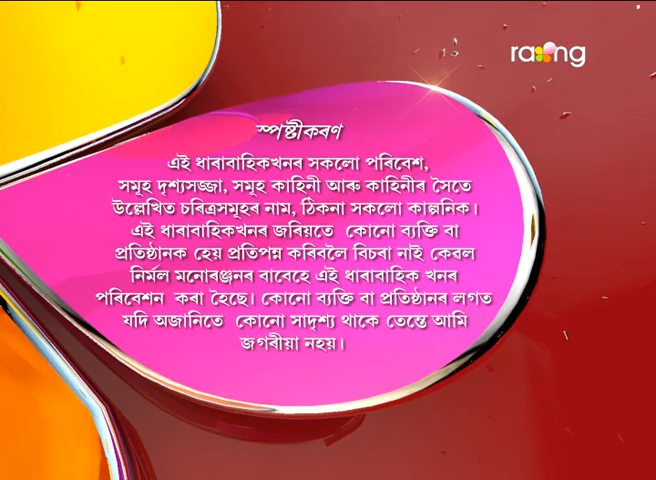 rang
স্পষ্টীকৰণ
এই ধাৰাবাহিকখনৰ সকলো পৰিবেশ,
সমূহ দৃশ্যসজ্জা, সমূহ কাহিনী আৰু কাহিনীৰ সৈতে
উল্লেখিত চৰিত্ৰসমূহৰ নাম, ঠিকনা সকলো কাল্পনিক।
এই ধাৰাবাহিকখনৰ জৰিয়তে কোনো ব্যক্তি বা
প্ৰতিষ্ঠানক হেয় প্ৰতিপন্ন কৰিবলৈ বিচৰা নাই কেৱল
নিৰ্মল মনোৰঞ্জনৰ বাবেহে এই ধাৰাবাহিক খনৰ
পৰিবেশন কৰা হৈছে। কোনো ব্যক্তি বা প্ৰতিষ্ঠানৰ লগত
যদি অজানিতে কোনো সাদৃশ্য থাকে তেন্তে আমি
জগৰীয়া নহয়।